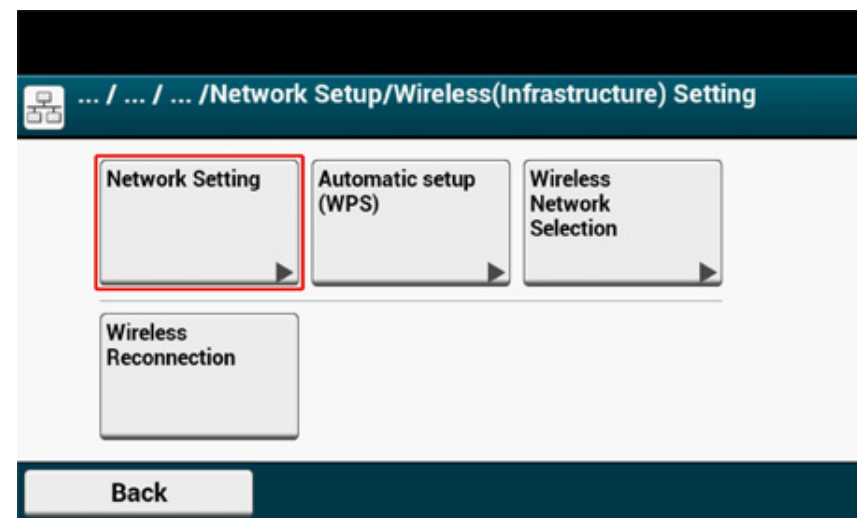 ... / ... / ... /Network Setup/Wireless(Infrastructure) Setting
Network Setting
Automatic setup
(WPS)
Wireless
Network
Selection
Wireless
Reconnection
Back